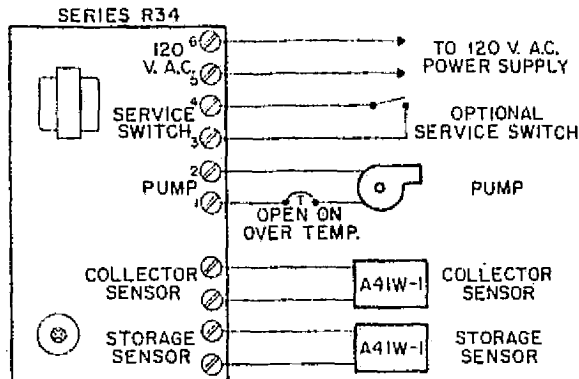 SERIES R34
120
V. A.C.
6
5
TO 120 V. A.C.
POWER SUPPLY
SERVICE
SWITCH
4
3
OPTIONAL
SERVICE SWITCH
PUMP
2
1
T
OPEN ON
OVER TEMP.
PUMP
COLLECTOR
SENSOR
A41W-1
COLLECTOR
SENSOR
STORAGE
SENSOR
A41W-1
STORAGE
SENSOR